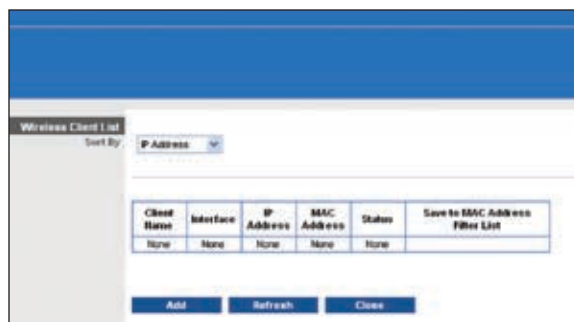 Wireless Client List
Sort By
IP Address
Client Name Interface IP Address MAC Address Status Save to MAC Address Filter List
None None None None None
Add Refresh Close